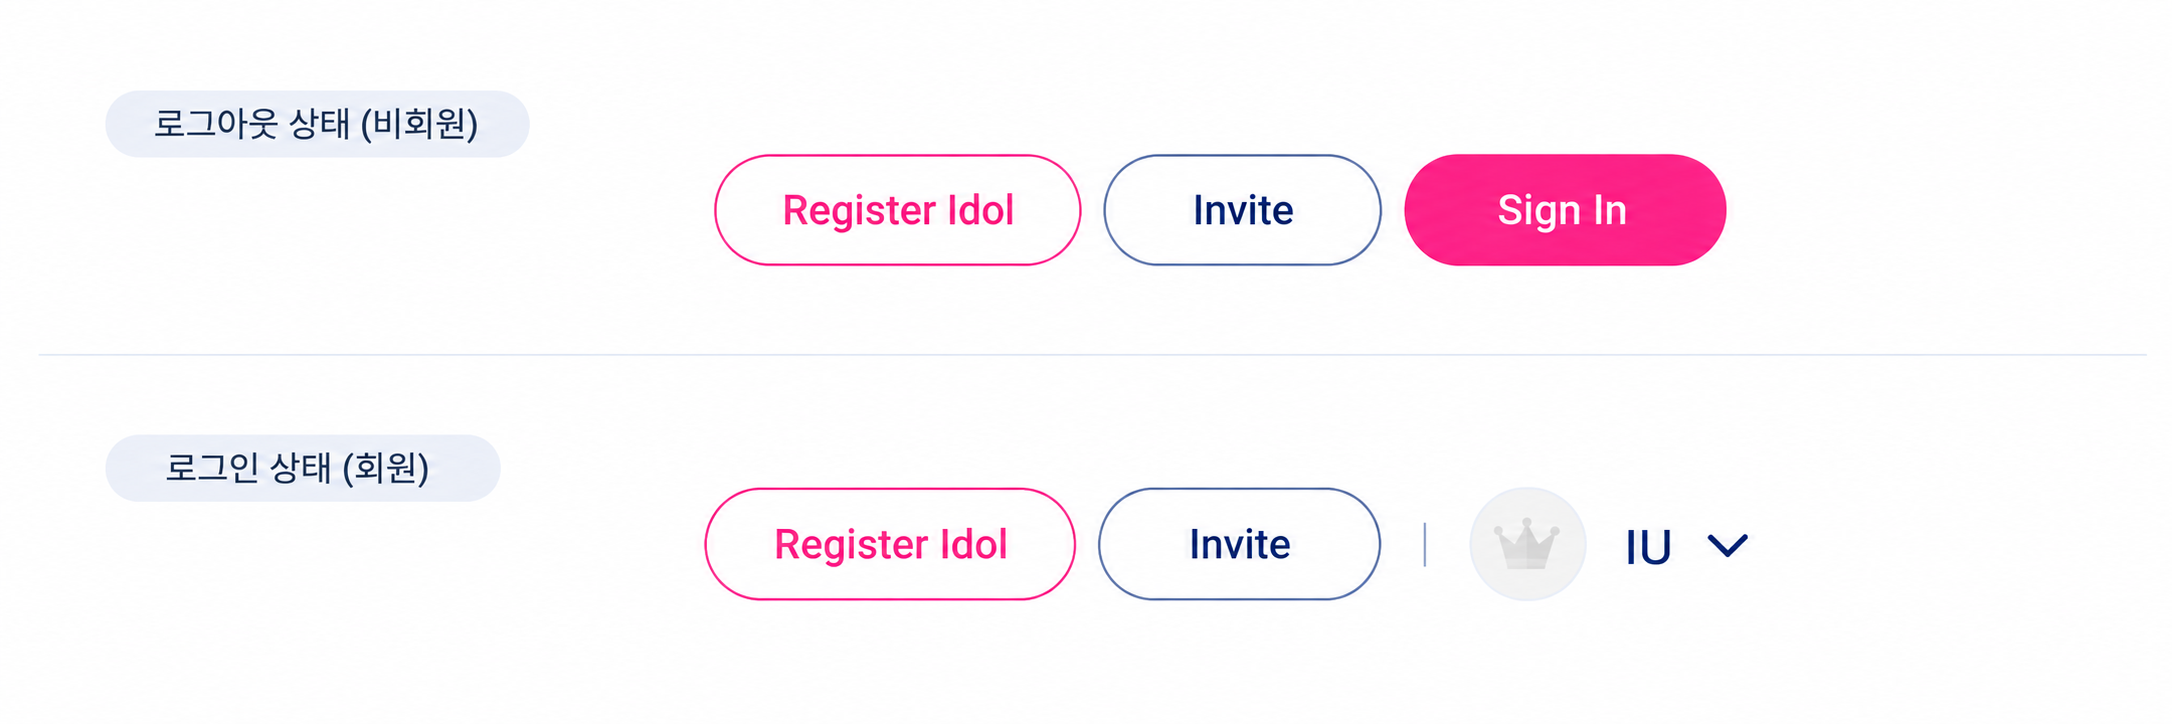 로그아웃 상태 (비회원)
Register Idol Invite Sign In
로그인 상태 (회원)
Register Idol Invite IU